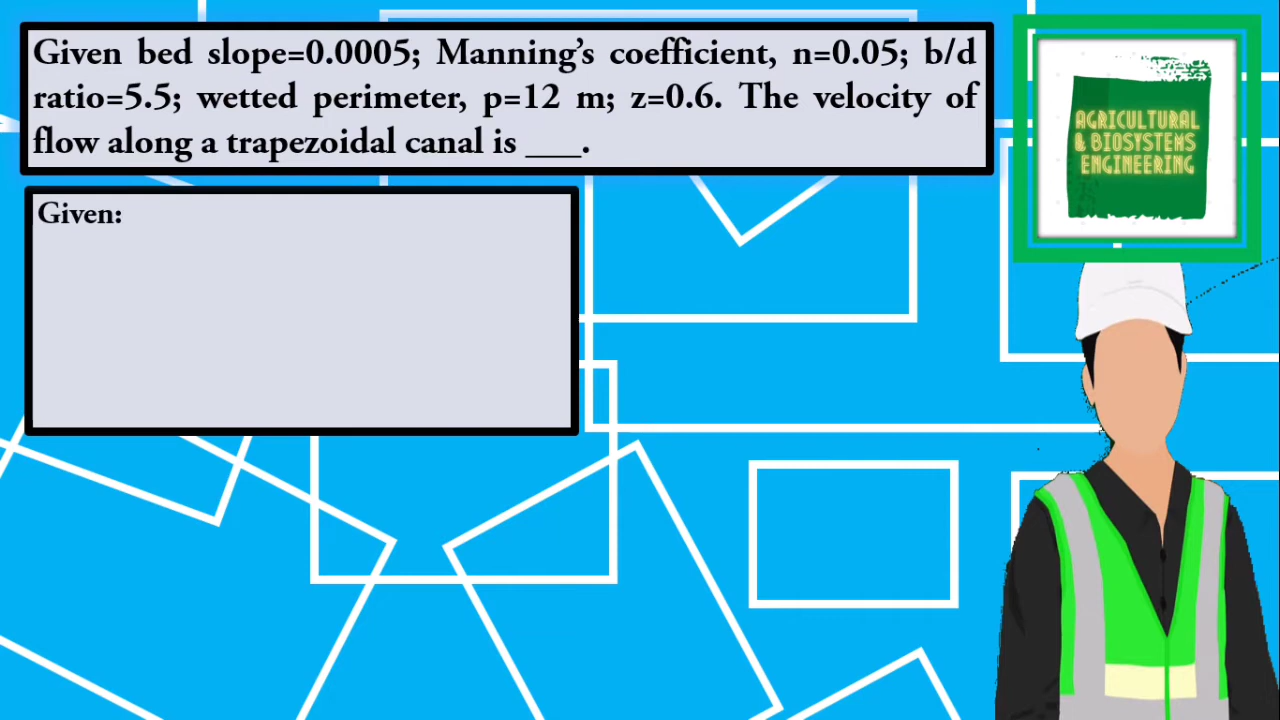 Given bed slope=0.0005; Manning’s coefficient, n=0.05; b/d
ratio=5.5; wetted perimeter, p=12 m; z=0.6. The velocity of
flow along a trapezoidal canal is ___.
AGRICULTURAL
& BIOSYSTEMS
ENGINEERING
Given: